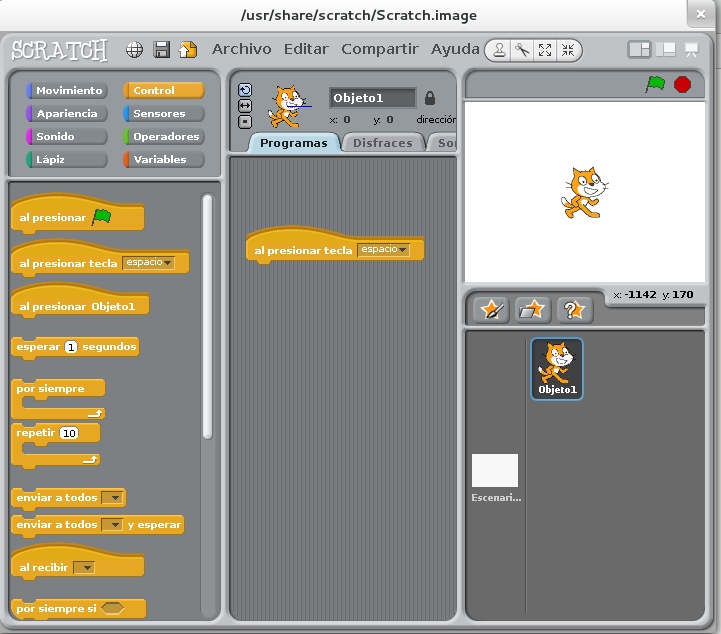 /usr/share/scratch/Scratch.image
SCRATCH
Archivo Editar Compartir Ayuda
Movimiento Control
Apariencia Sensores
Sonido Operadores
Lápiz Variables
al presionar
al presionar tecla espacio
al presionar Objeto1
esperar 1 segundos
por siempre
repetir 10
enviar a todos
enviar a todos y esperar
al recibir
por siempre si
Objeto1
x: 0 y: 0 dirección
Programas Disfraces So
al presionar tecla espacio
x: -1142 y: 170
Objeto1
Escenari...